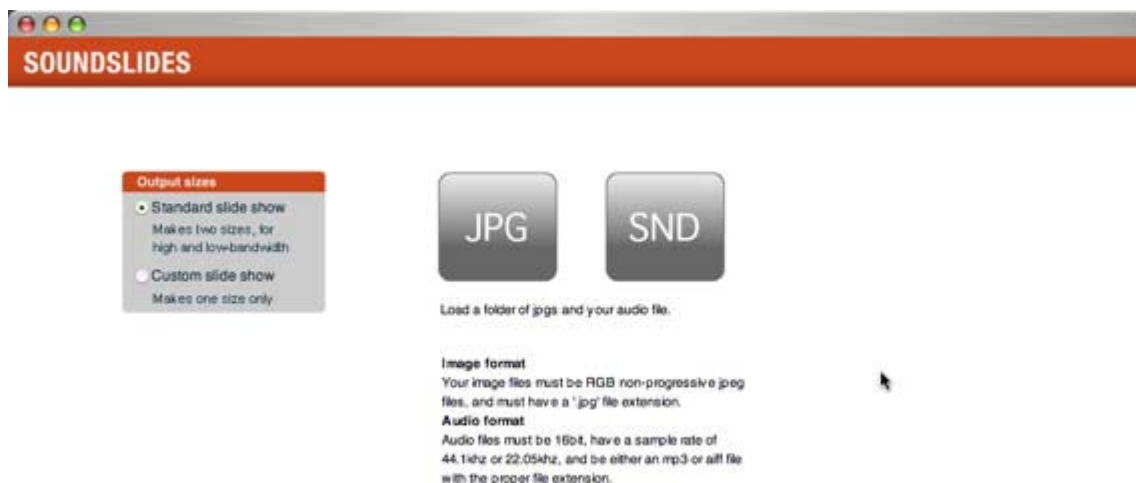 SOUNDSLIDES
Output sizes
Standard slide show
Makes two sizes, for
high and low-bandwidth
Custom slide show
Makes one size only
JPG
SND
Load a folder of jpgs and your audio file.
Image format
Your image files must be RGB non-progressive jpeg
files, and must have a '.jpg' file extension.
Audio format
Audio files must be 16bit, have a sample rate of
44.1khz or 22.05khz, and be either an mp3 or aiff file
with the proper file extension.